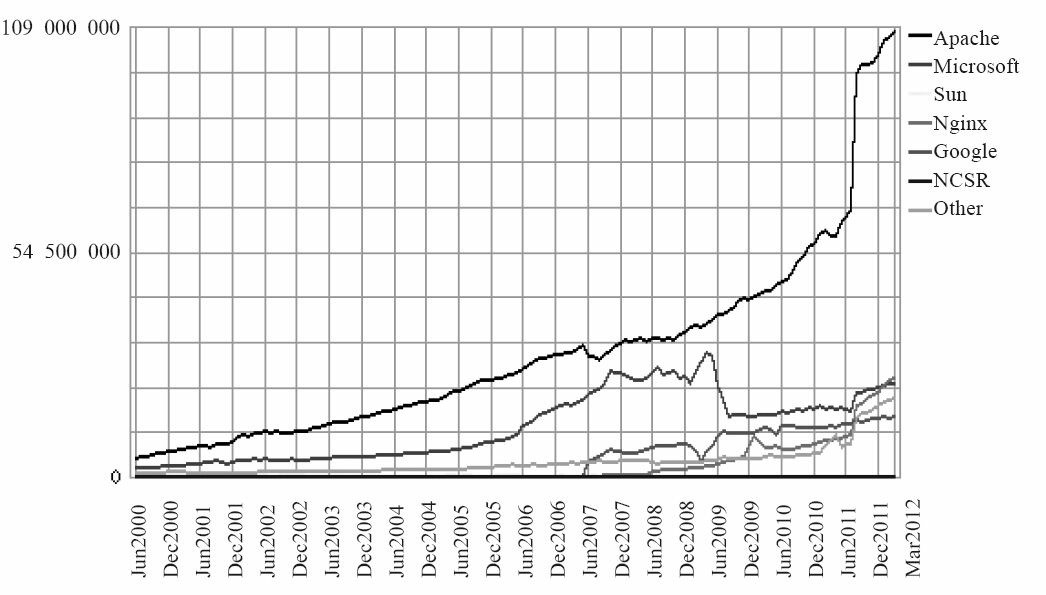 109 000 000
54 500 000
0
Apache
Microsoft
Sun
Nginx
Google
NCSR
Other
Jun2000
Dec2000
Jun2001
Dec2001
Jun2002
Dec2002
Jun2003
Dec2003
Jun2004
Dec2004
Jun2005
Dec2005
Jun2006
Dec2006
Jun2007
Dec2007
Jun2008
Dec2008
Jun2009
Dec2009
Jun2010
Dec2010
Jun2011
Dec2011
Mar2012